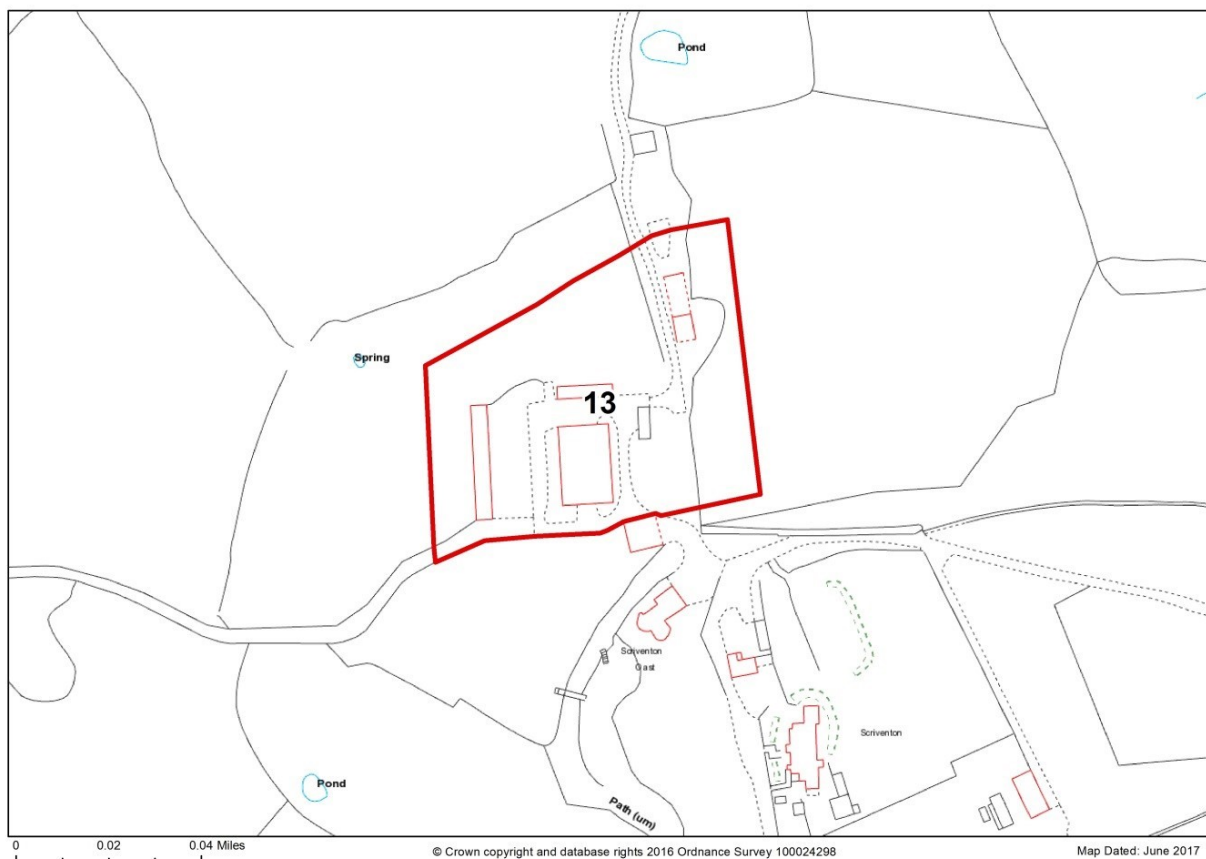 Pond
Spring
13
Scriventon
Oast
Scriventon
Pond
Path (um)
0 0.02 0.04 Miles
© Crown copyright and database rights 2016 Ordnance Survey 100024298
Map Dated: June 2017